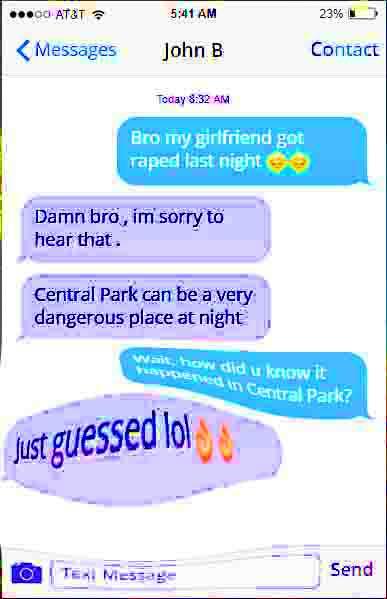 AT&T 5:41 AM 23%
Messages John B Contact
Today 8:32 AM
Bro my girlfriend got
raped last night
Damn bro, im sorry to
hear that .
Central Park can be a very
dangerous place at night
wait, how did u know it
happened in Central Park?
Just guessed lol
Text Message Send